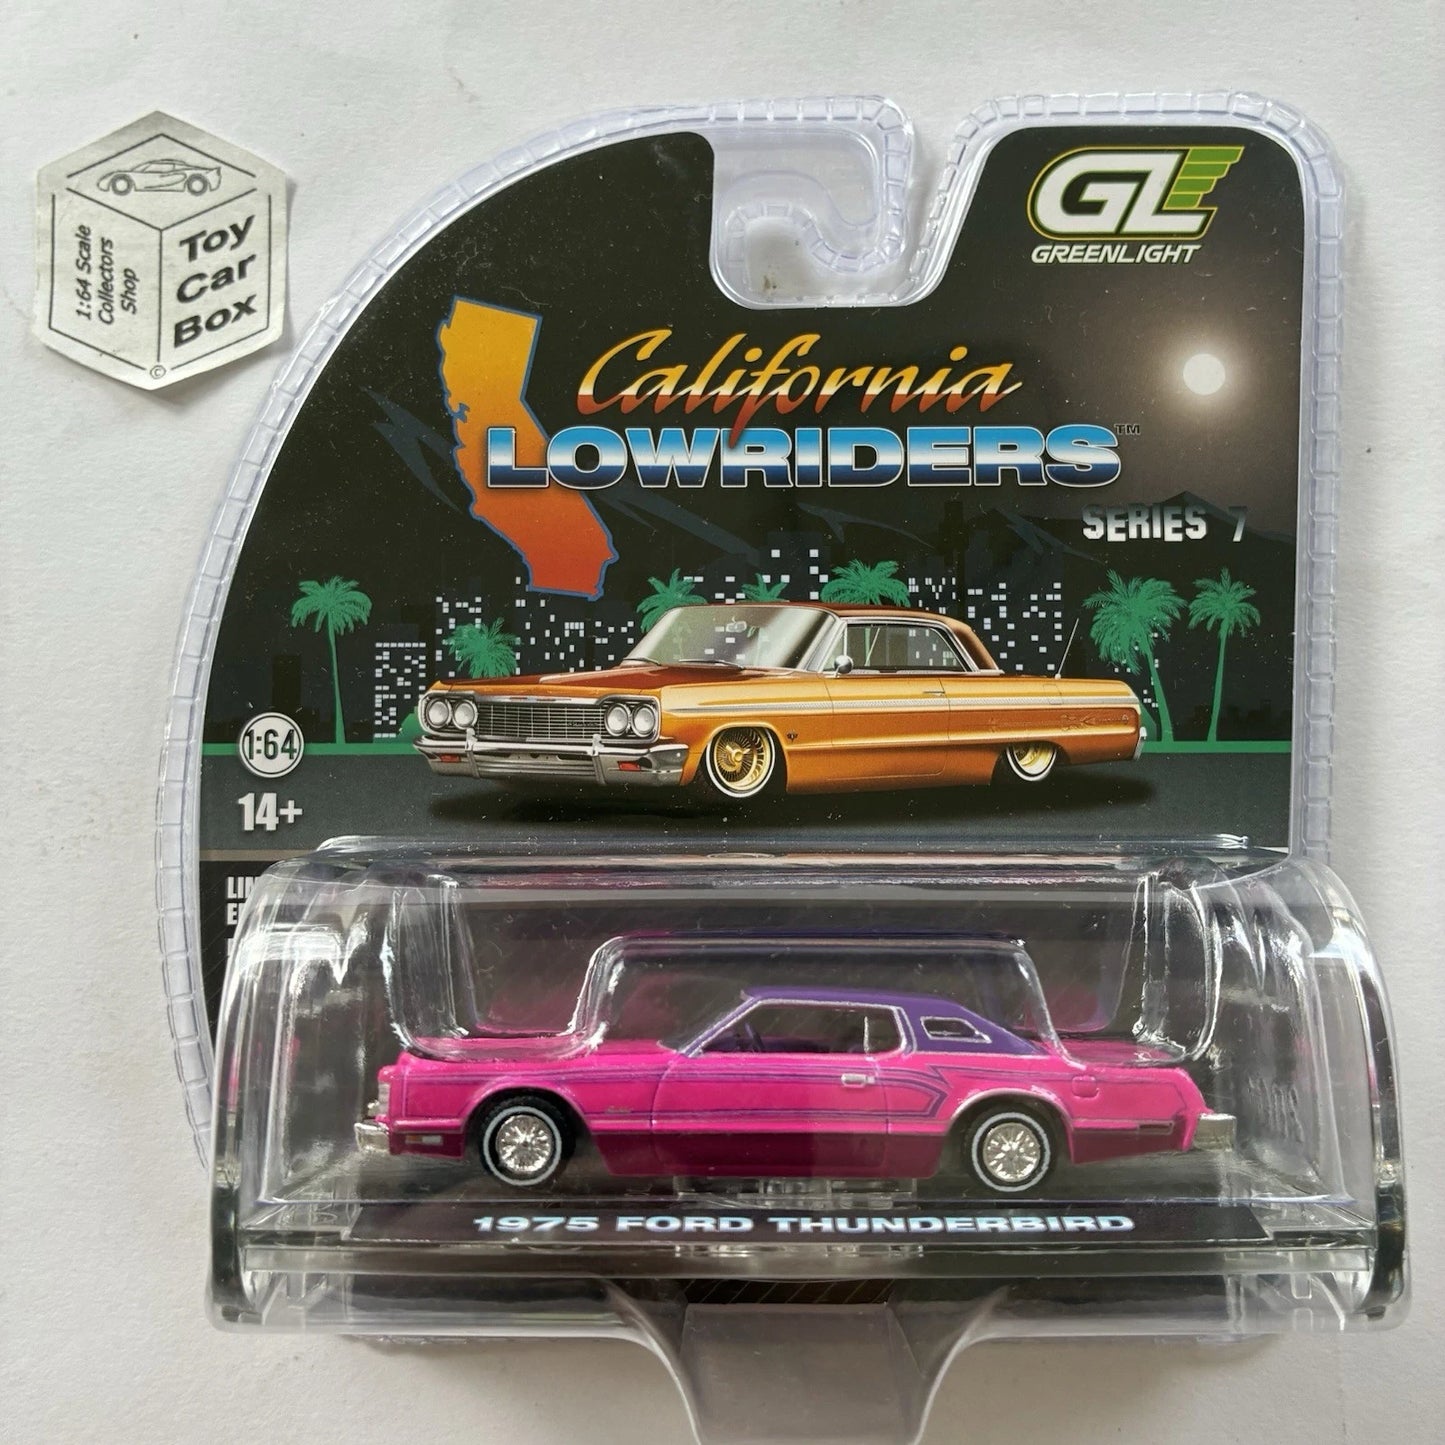 1:64 Scale
Collectors
Shop
Toy
Car
Box
©
GL
GREENLIGHT
California
LOWRIDERS™
SERIES 7
1:64
14+
1975 FORD THUNDERBIRD